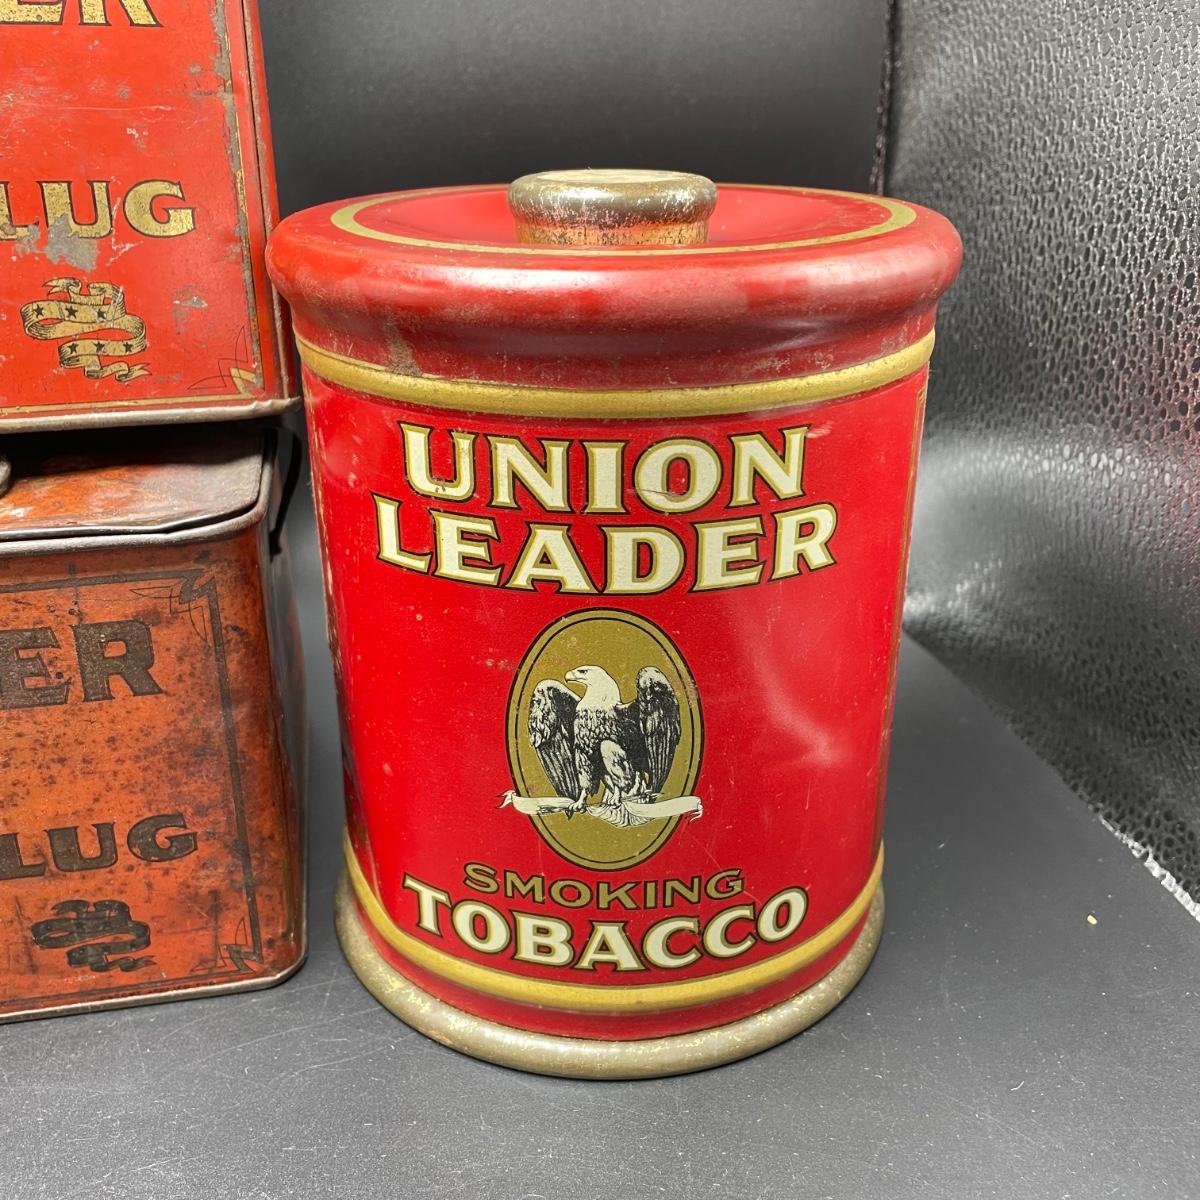 ER
LUG
ER
LUG
UNION
LEADER
SMOKING
TOBACCO